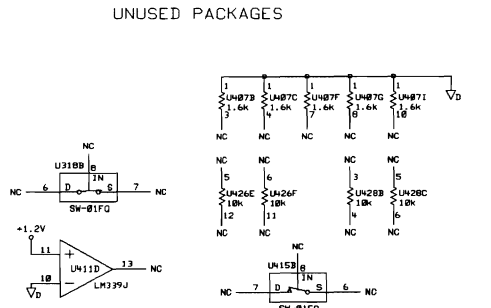 UNUSED PACKAGES
1 1 1 1 1
U407B U407C U407F U407G U407I
1.6k 1.6k 1.6k 1.6k 1.6k
3 4 7 8 10
D
NC NC NC NC NC
NC
U318B 8
IN
NC 6 D S 7 NC
SW-01FQ
5 6 3 5
U426E U426F U428B U428C
10k 10k 10k 10k
12 11 4 6
NC NC NC NC
+1.2V
11 +
U411D 13 NC
10 -
LM339J
D
NC
U415B 8
IN
NC 7 D S 6 NC
SW-01FQ